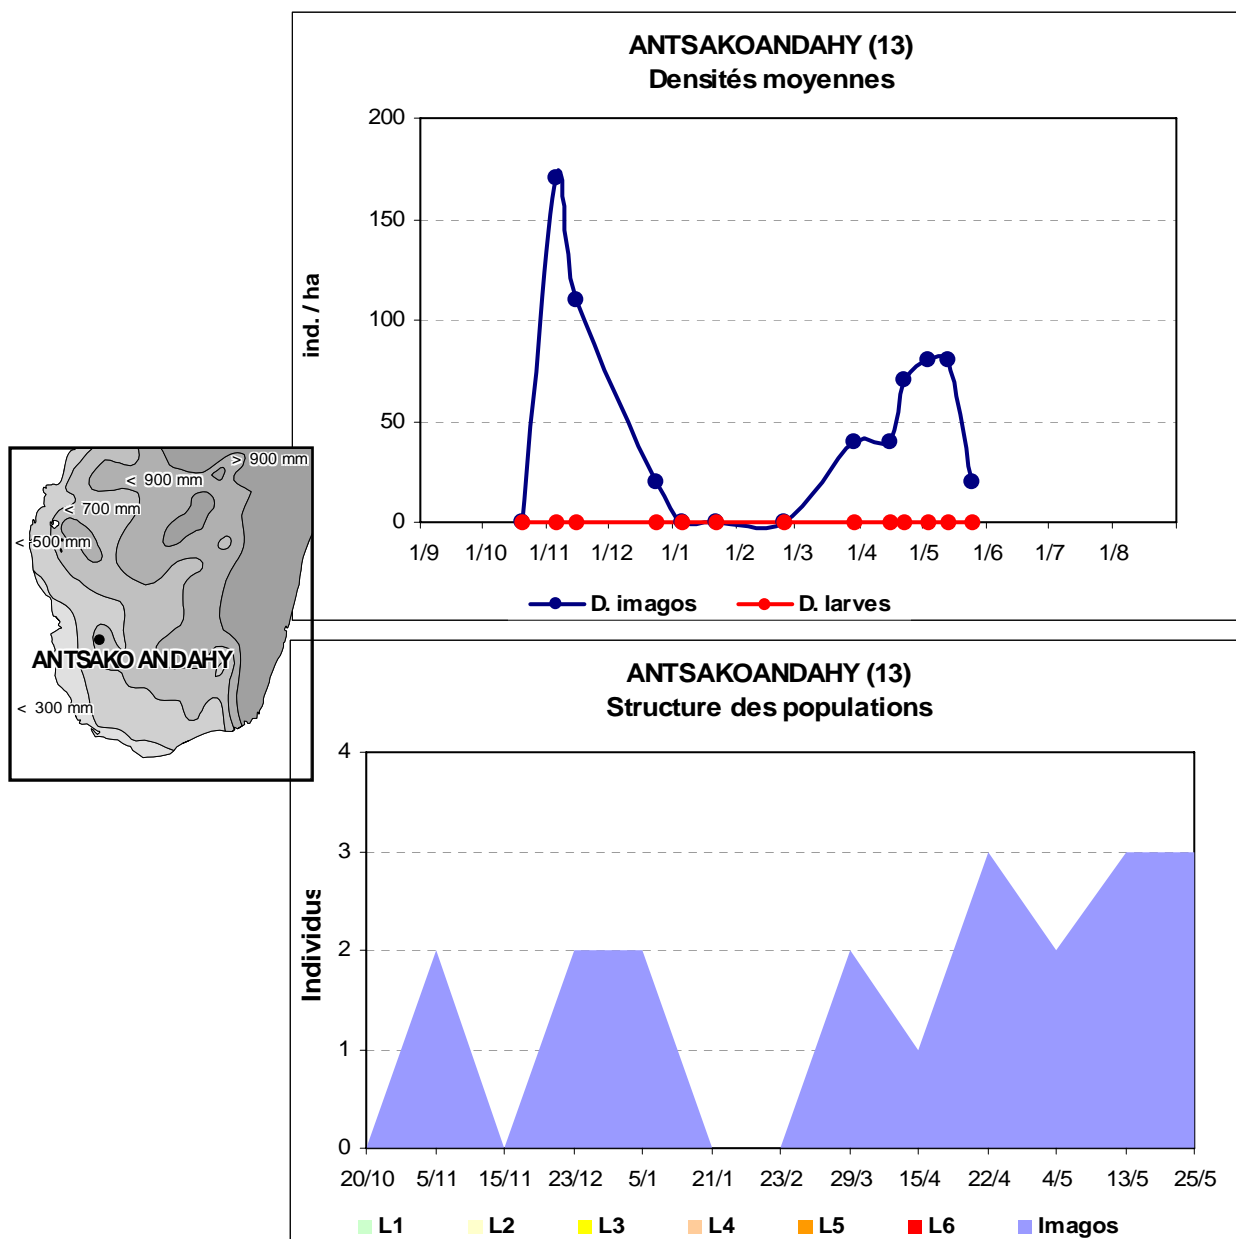 ANTSAKOANDAHY (13)
Densités moyennes
200
150
100
50
0
ind. / ha
1/9 1/10 1/11 1/12 1/1 1/2 1/3 1/4 1/5 1/6 1/7 1/8
D. imagos D. larves
> 900 mm
< 900 mm
< 700 mm
< 500 mm
ANTSAKOANDAHY
< 300 mm
ANTSAKOANDAHY (13)
Structure des populations
4
3
2
1
0
Individus
20/10 5/11 15/11 23/12 5/1 21/1 23/2 29/3 15/4 22/4 4/5 13/5 25/5
L1 L2 L3 L4 L5 L6 Imagos